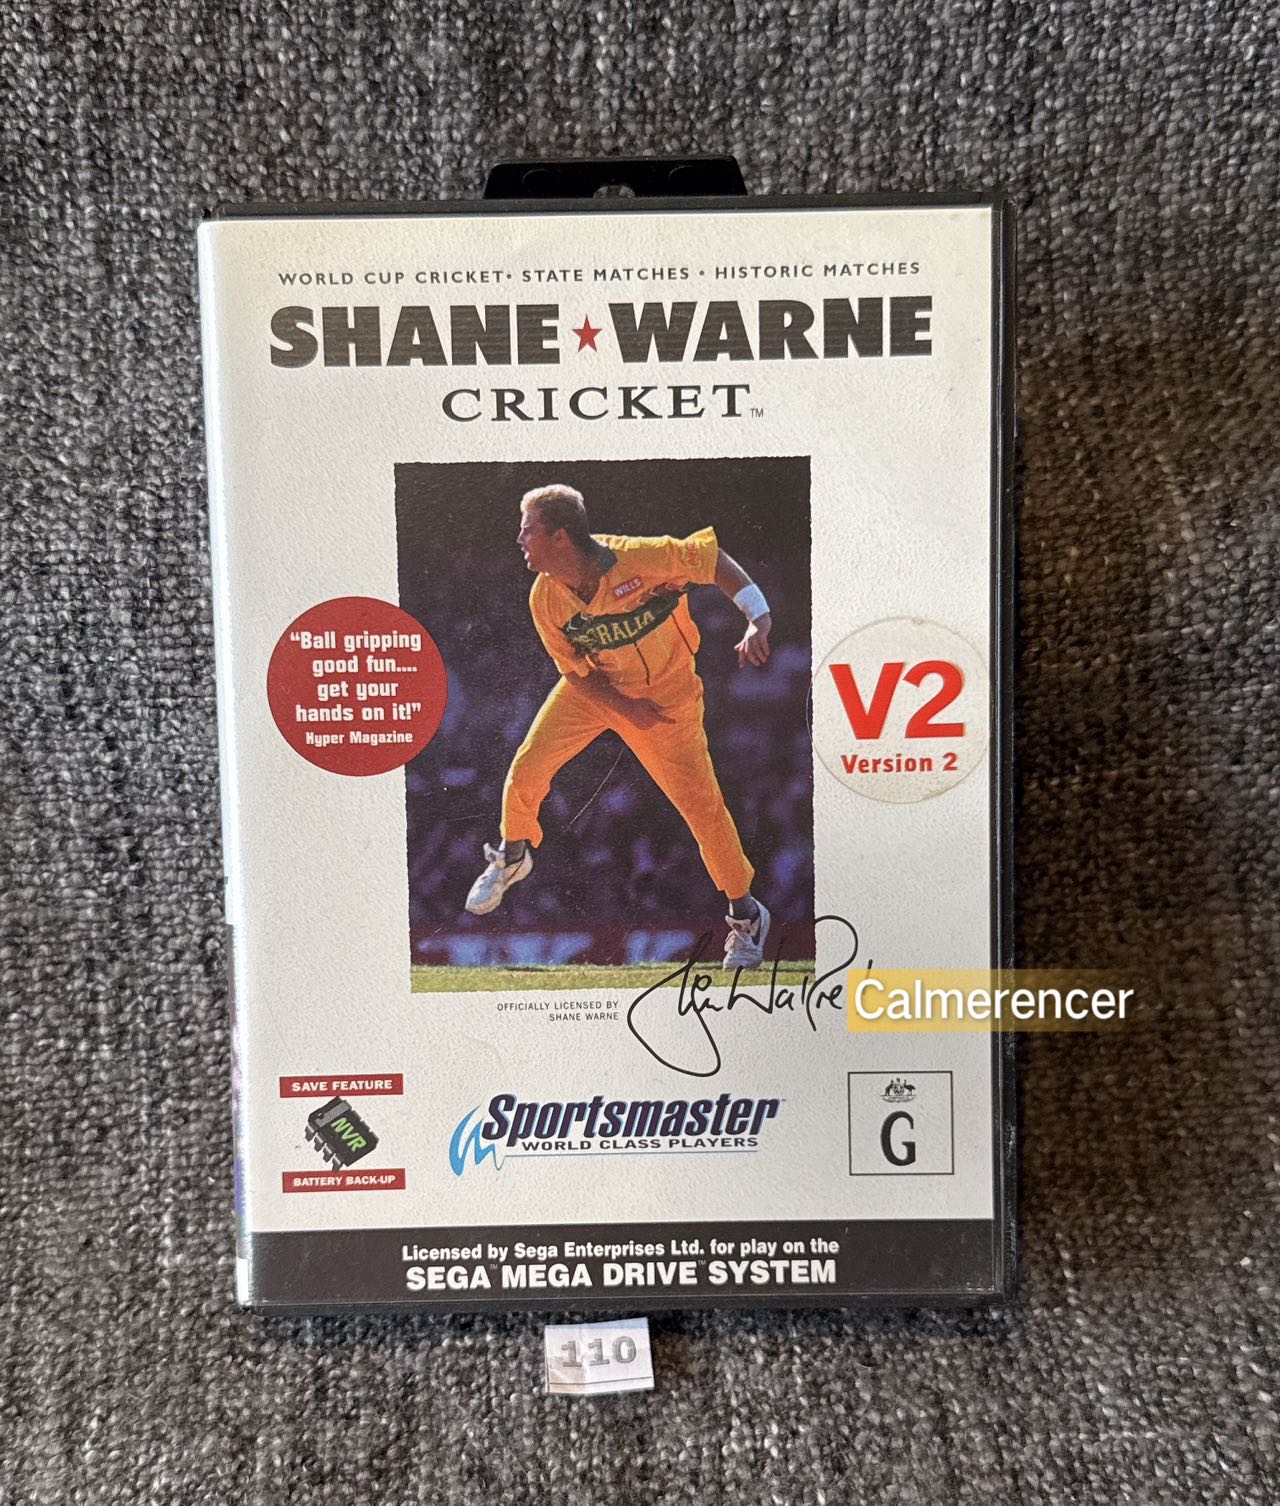 WORLD CUP CRICKET• STATE MATCHES • HISTORIC MATCHES
SHANE★WARNE
CRICKET™
WILLS
RALIA
“Ball gripping
good fun....
get your
hands on it!”
Hyper Magazine
V2
Version 2
OFFICIALLY LICENSED BY
SHANE WARNE
Calmerencer
SAVE FEATURE
NVR
BATTERY BACK-UP
Sportsmaster™
WORLD CLASS PLAYERS
G
Licensed by Sega Enterprises Ltd. for play on the
SEGA™ MEGA DRIVE™ SYSTEM
110